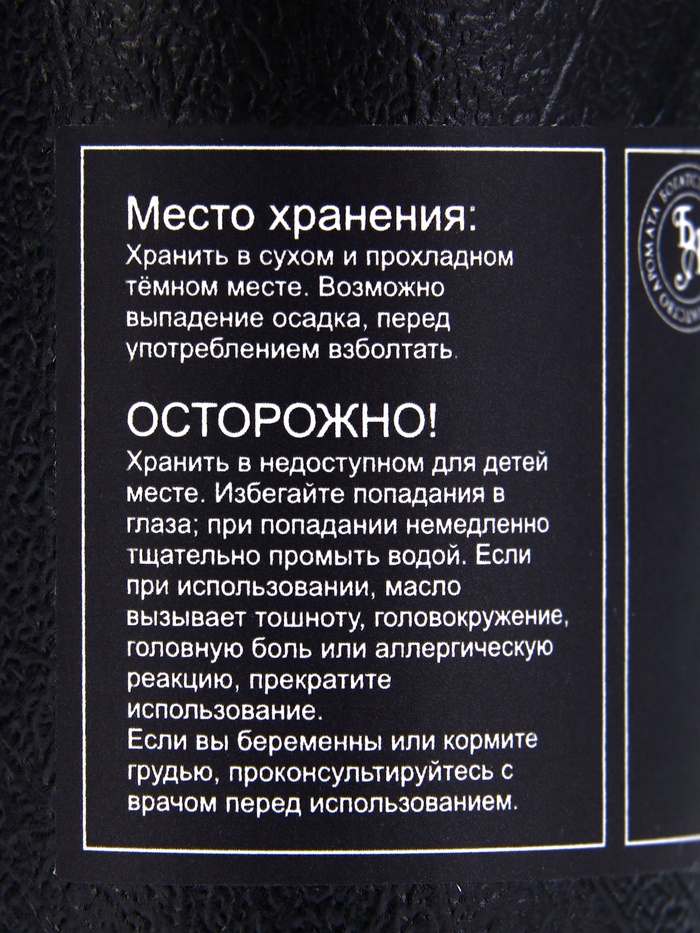 Место хранения:
Хранить в сухом и прохладном
тёмном месте. Возможно
выпадение осадка, перед
употреблением взболтать.
ОСТОРОЖНО!
Хранить в недоступном для детей
месте. Избегайте попадания в
глаза; при попадании немедленно
тщательно промыть водой. Если
при использовании, масло
вызывает тошноту, головокружение,
головную боль или аллергическую
реакцию, прекратите
использование.
Если вы беременны или кормите
грудью, проконсультируйтесь с
врачом перед использованием.
АРОМАТА